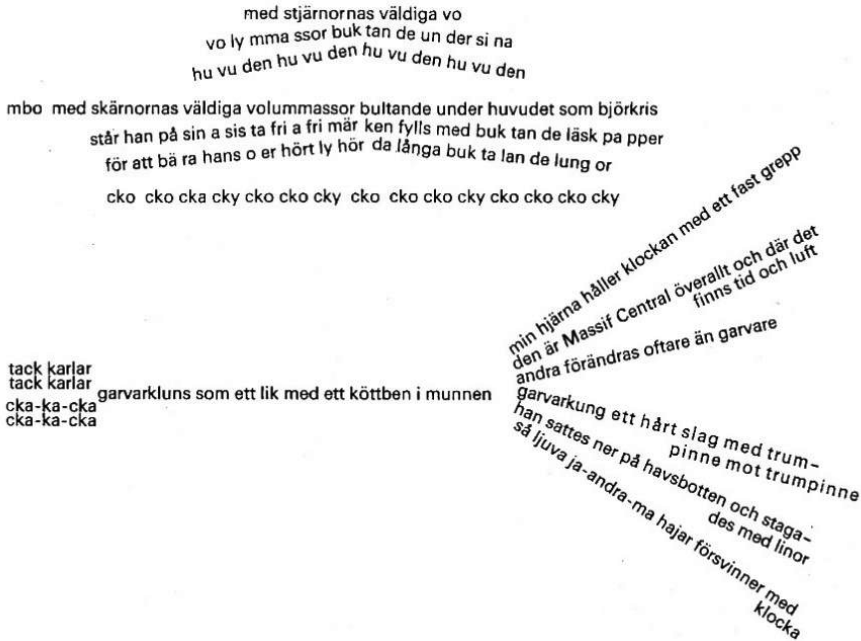 med stjärnornas väldiga vo
vo ly mma ssor buk tan de un der si na
hu vu den hu vu den hu vu den hu vu den
mbo med skärnornas väldiga volummassor bultande under huvudet som björkris
står han på sin a sis ta fri a fri mär ken fylls med buk tan de läsk pa pper
för att bä ra hans o er hört ly hör da långa buk ta lan de lung or
cko cko cka cky cko cko cky cko cko cko cky cko cko cko cky
min hjärna håller klockan med ett fast grepp
den är Massif Central överallt och där det
finns tid och luft
andra förändras oftare än garvare
tack karlar
tack karlar
garvarkluns som ett lik med ett köttben i munnen
cka-ka-cka
cka-ka-cka
garvarkung ett hårt slag med trum-
pinne mot trumpinne
han sattes ner på havsbotten och staga-
des med linor
så ljuva ja-andra-ma hajar försvinner med
klocka